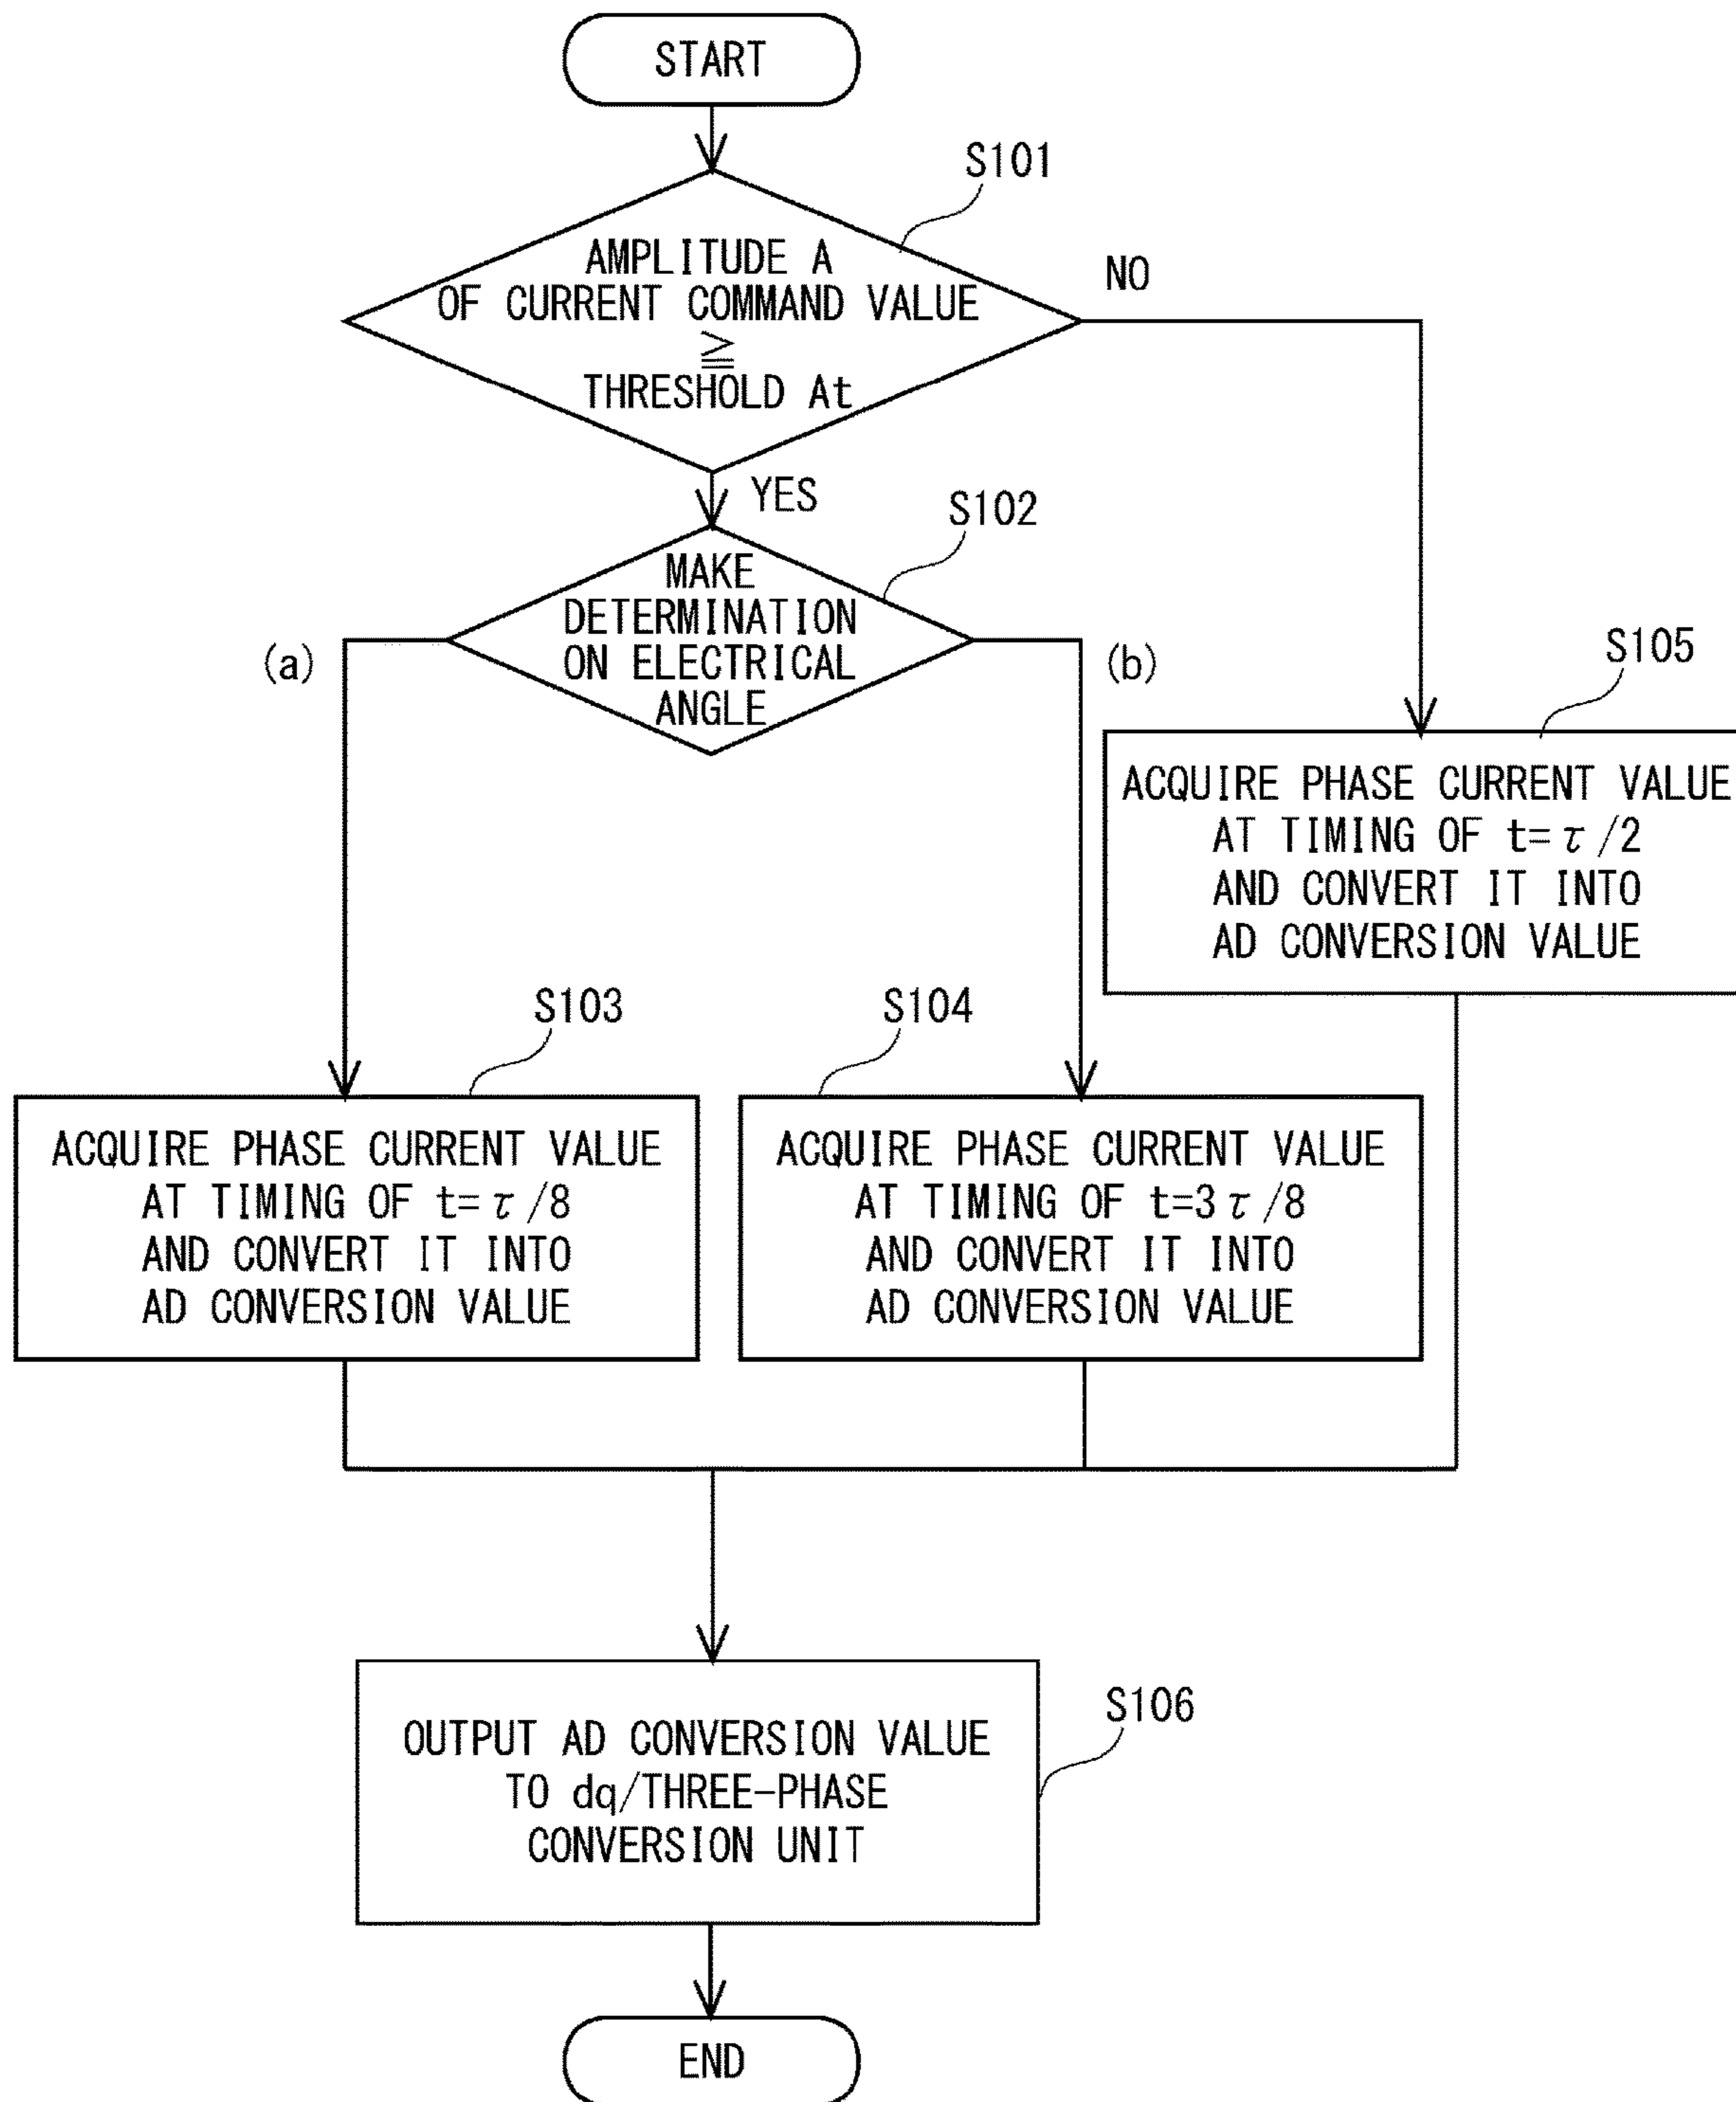 START
S101
AMPLITUDE A
OF CURRENT COMMAND VALUE
≧
THRESHOLD At
NO
YES
S102
MAKE
DETERMINATION
ON ELECTRICAL
ANGLE
(a)
(b)
S105
ACQUIRE PHASE CURRENT VALUE
AT TIMING OF t=τ/2
AND CONVERT IT INTO
AD CONVERSION VALUE
S103
ACQUIRE PHASE CURRENT VALUE
AT TIMING OF t=τ/8
AND CONVERT IT INTO
AD CONVERSION VALUE
S104
ACQUIRE PHASE CURRENT VALUE
AT TIMING OF t=3τ/8
AND CONVERT IT INTO
AD CONVERSION VALUE
S106
OUTPUT AD CONVERSION VALUE
TO dq/THREE-PHASE
CONVERSION UNIT
END